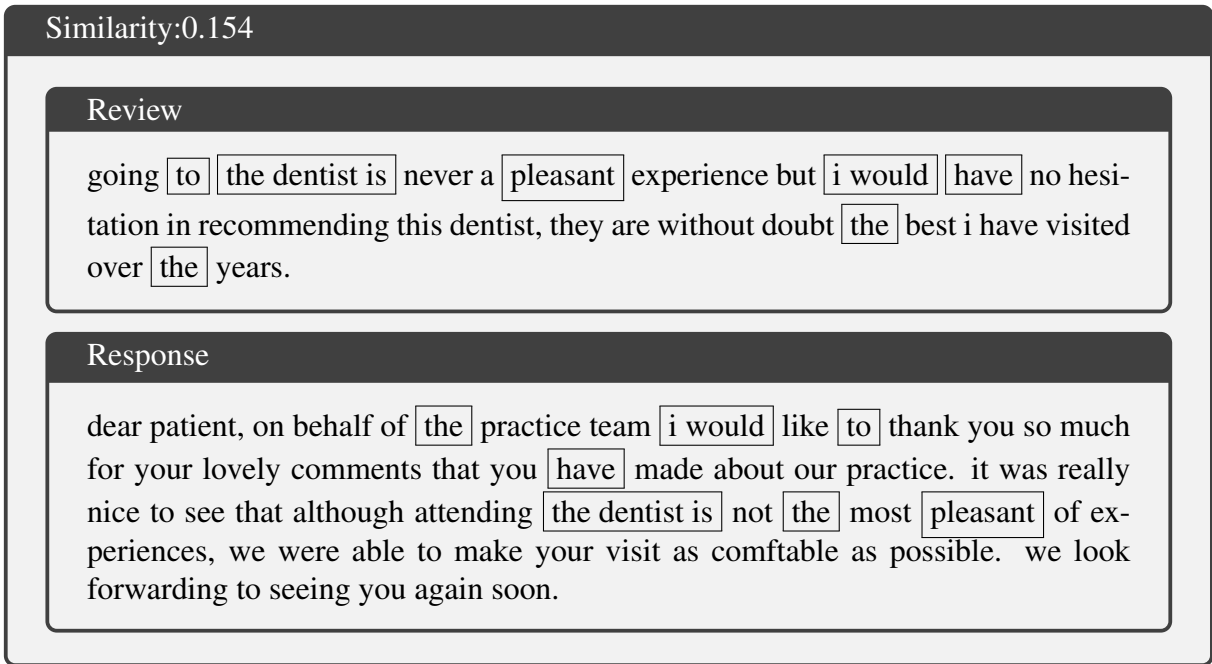 Similarity:0.154
Review
going to the dentist is never a pleasant experience but i would have no hesi-
tation in recommending this dentist, they are without doubt the best i have visited
over the years.
Response
dear patient, on behalf of the practice team i would like to thank you so much
for your lovely comments that you have made about our practice. it was really
nice to see that although attending the dentist is not the most pleasant of ex-
periences, we were able to make your visit as comftable as possible. we look
forwarding to seeing you again soon.